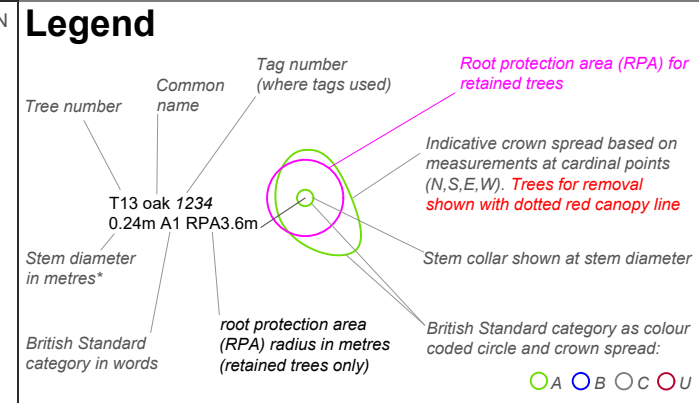 N
Legend
Tag number
(where tags used)
Common
name
Tree number
Root protection area (RPA) for
retained trees
Indicative crown spread based on
measurements at cardinal points
(N,S,E,W). Trees for removal
shown with dotted red canopy line
T13 oak 1234
0.24m A1 RPA3.6m
Stem diameter
in metres*
Stem collar shown at stem diameter
British Standard
category in words
root protection area
(RPA) radius in metres
(retained trees only)
British Standard category as colour
coded circle and crown spread:
A B C U